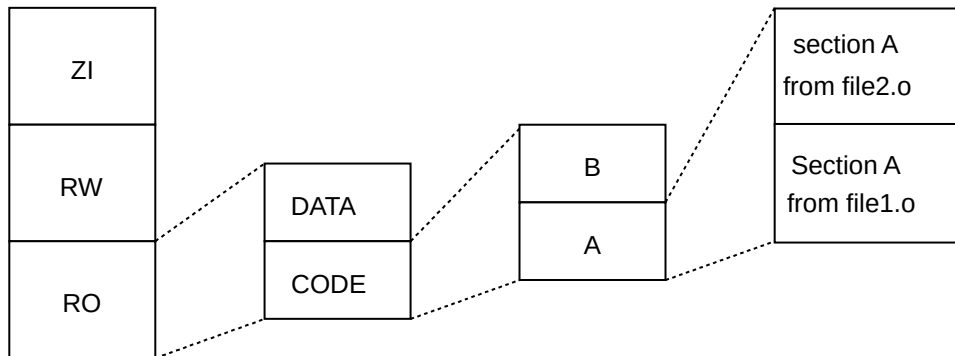 ZI
RW
RO
DATA
CODE
B
A
section A
from file2.o
Section A
from file1.o